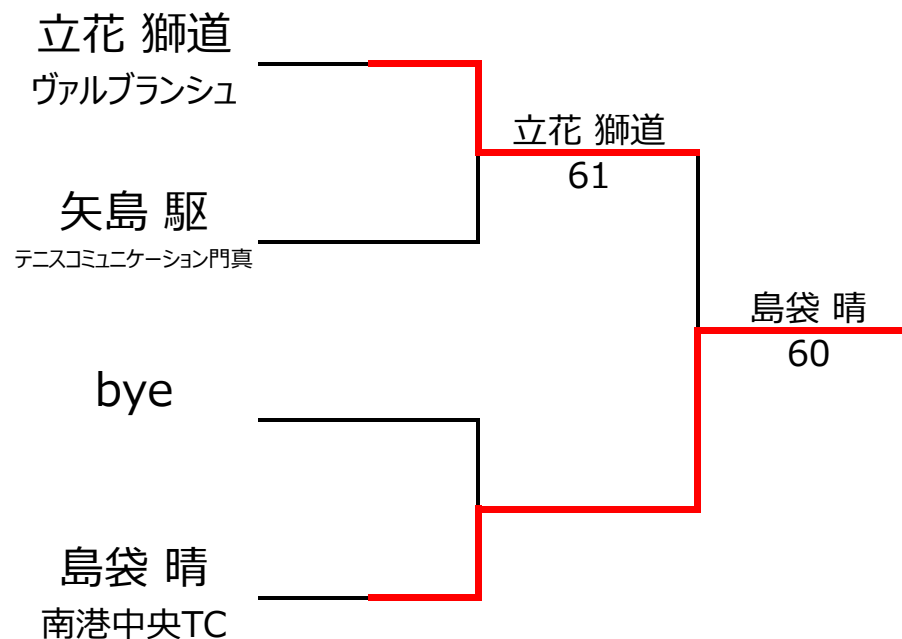 立花 獅道
ヴァルブランシュ
立花 獅道
61
矢島 駆
テニスコミュニケーション門真
島袋 晴
60
bye
島袋 晴
南港中央TC